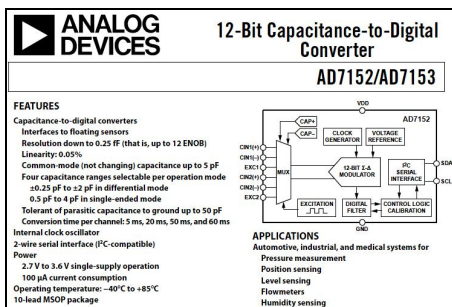 ANALOG
DEVICES
12-Bit Capacitance-to-Digital
Converter
AD7152/AD7153
FEATURES
Capacitance-to-digital converters
Interfaces to floating sensors
Resolution down to 0.25 fF (that is, up to 12 ENOB)
Linearity: 0.05%
Common-mode (not changing) capacitance up to 5 pF
Four capacitance ranges selectable per operation mode
±0.25 pF to ±2 pF in differential mode
0.5 pF to 4 pF in single-ended mode
Tolerant of parasitic capacitance to ground up to 50 pF
Conversion time per channel: 5 ms, 20 ms, 50 ms, and 60 ms
Internal clock oscillator
2-wire serial interface (I²C-compatible)
Power
2.7 V to 3.6 V single-supply operation
100 µA current consumption
Operating temperature: −40°C to +85°C
10-lead MSOP package
VDD
AD7152
CAP+
CAP−
CLOCK
GENERATOR
VOLTAGE
REFERENCE
CIN1(+)
CIN1(−)
EXC1
CIN2(+)
CIN2(−)
EXC2
MUX
12-BIT Σ-Δ
MODULATOR
I²C
SERIAL
INTERFACE
SDA
SCL
EXCITATION
DIGITAL
FILTER
CONTROL LOGIC
CALIBRATION
GND
APPLICATIONS
Automotive, industrial, and medical systems for
Pressure measurement
Position sensing
Level sensing
Flowmeters
Humidity sensing